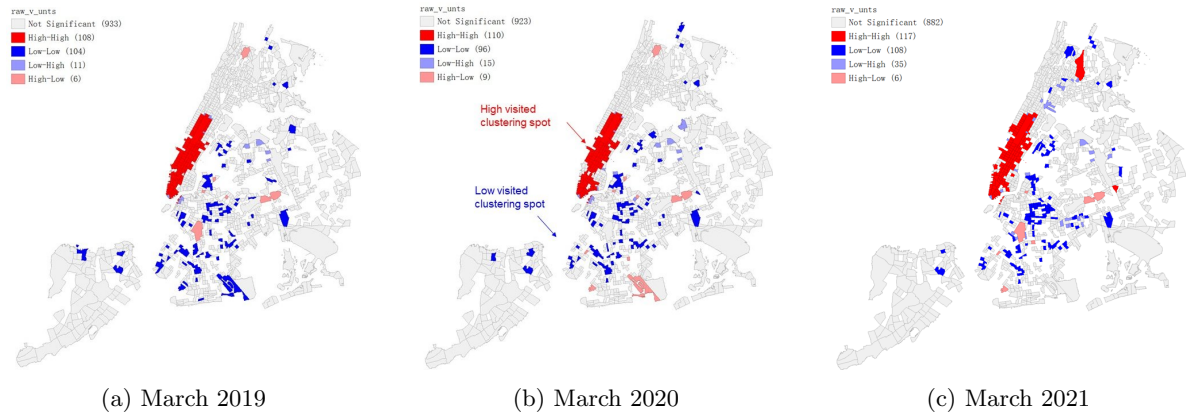 raw_v_unts
Not Significant (933)
High-High (108)
Low-Low (104)
Low-High (11)
High-Low (6)
(a) March 2019
raw_v_unts
Not Significant (923)
High-High (110)
Low-Low (96)
Low-High (15)
High-Low (9)
High visited
clustering spot
Low visited
clustering spot
(b) March 2020
raw_v_unts
Not Significant (882)
High-High (117)
Low-Low (108)
Low-High (35)
High-Low (6)
(c) March 2021